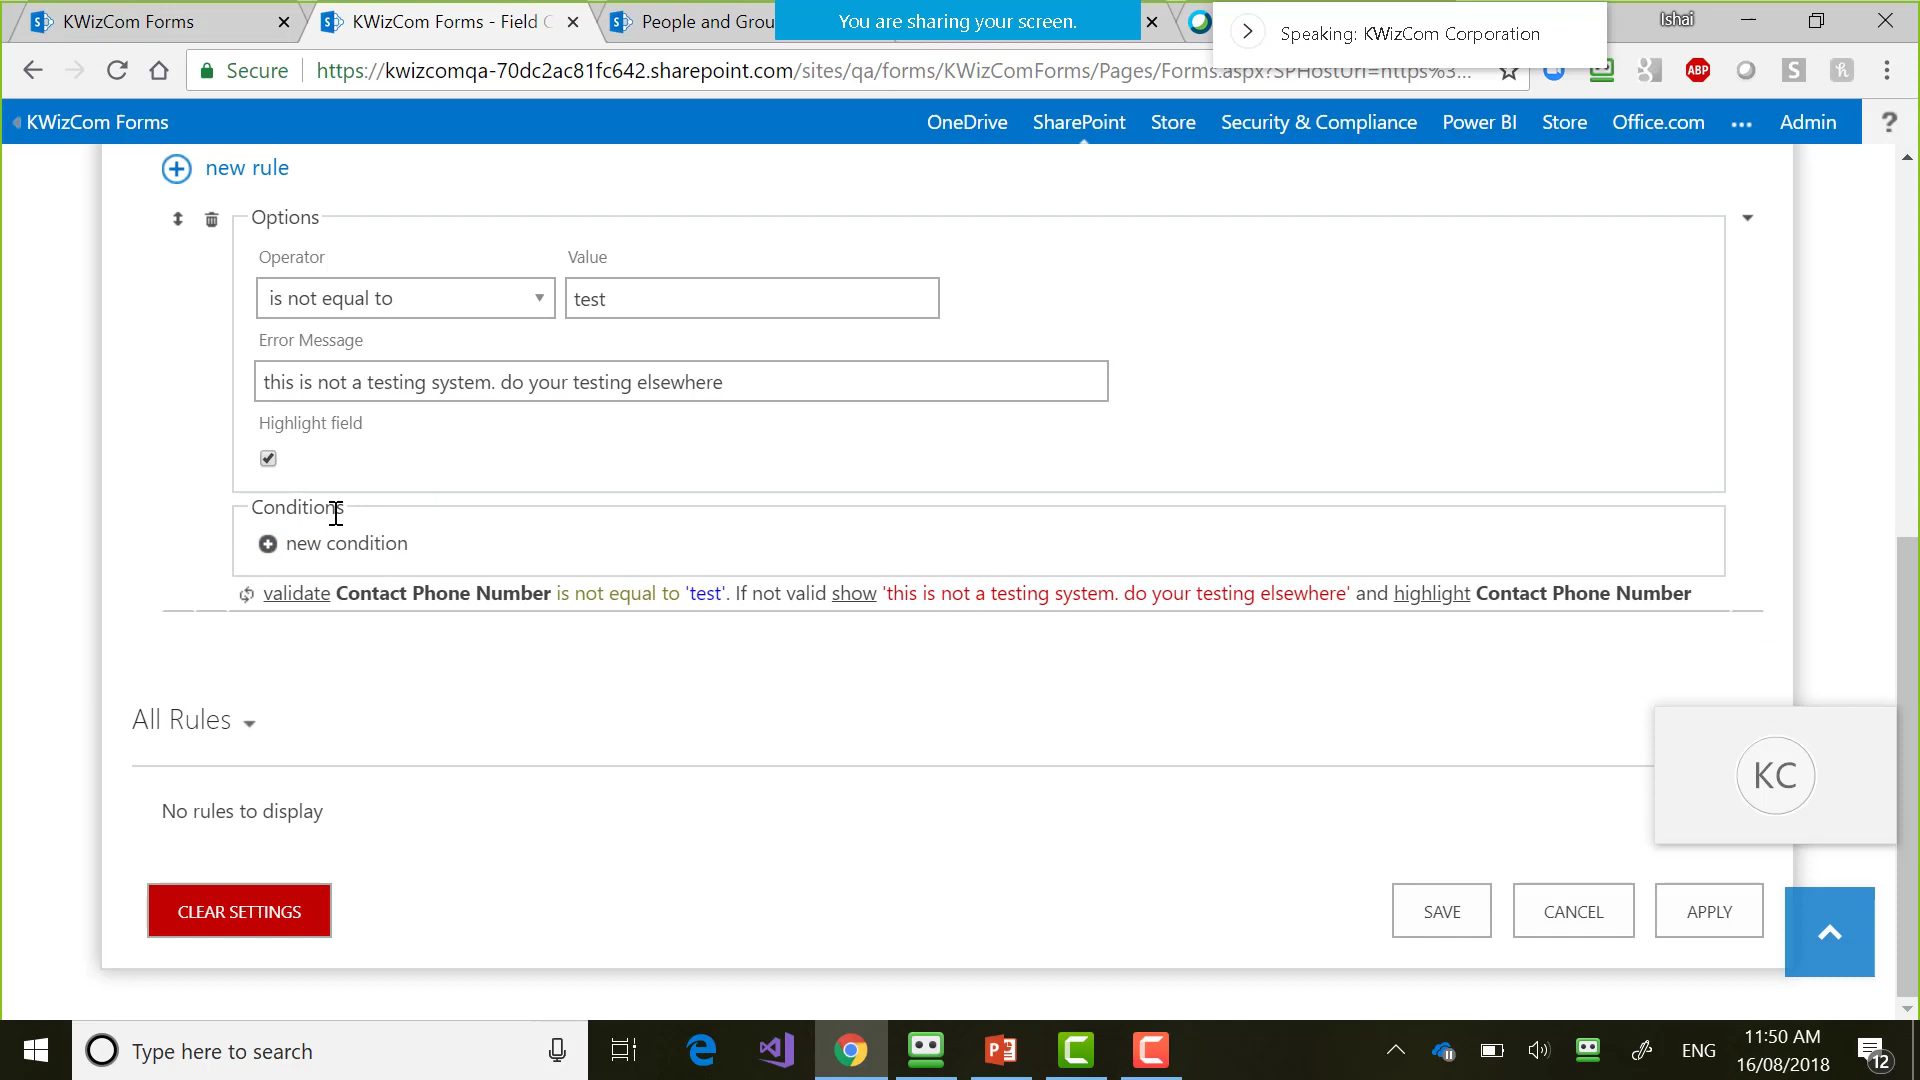 KWizCom Forms
KWizCom Forms - Field C
People and Grou
You are sharing your screen.
Speaking: KWizCom Corporation
Ishai
Secure
https://kwizcomqa-70dc2ac81fc642.sharepoint.com/sites/qa/forms/KWizComForms/Pages/Forms.aspx?SPHostUrl=https%3...
ABP
S
KWizCom Forms
OneDrive SharePoint Store Security & Compliance Power BI Store Office.com ... Admin ?
new rule
Options
Operator Value
is not equal to test
Error Message
this is not a testing system. do your testing elsewhere
Highlight field
Conditions
new condition
validate Contact Phone Number is not equal to 'test'. If not valid show 'this is not a testing system. do your testing elsewhere' and highlight Contact Phone Number
All Rules
KC
No rules to display
CLEAR SETTINGS SAVE CANCEL APPLY
Type here to search
ENG
11:50 AM
16/08/2018
12